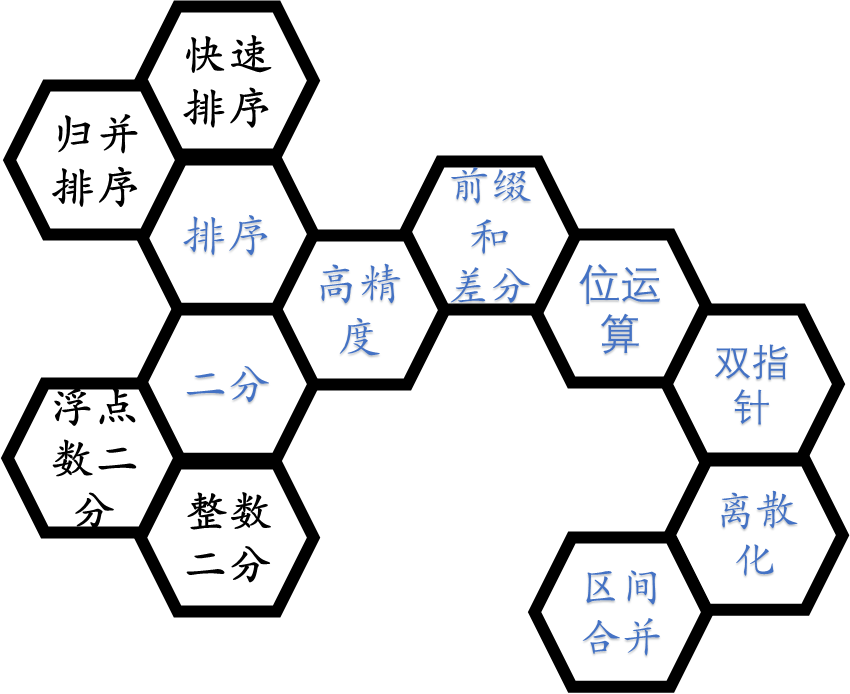 快速
排序
归并
排序
排序
前缀
和
差分
高精
度
位运
算
二分
双指
针
浮点
数二
分
整数
二分
离散
化
区间
合并